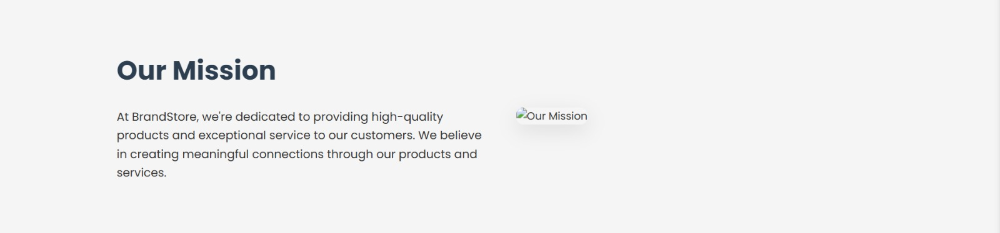 Our Mission
At BrandStore, we're dedicated to providing high-quality
products and exceptional service to our customers. We believe
in creating meaningful connections through our products and
services.
Our Mission